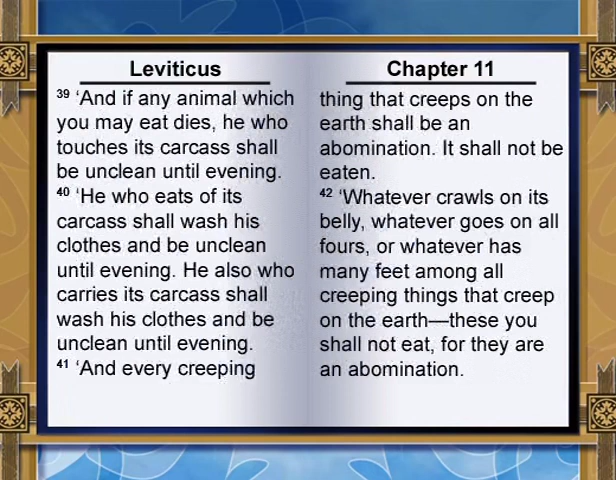 Leviticus
³⁹ ‘And if any animal which
you may eat dies, he who
touches its carcass shall
be unclean until evening.
⁴⁰ ‘He who eats of its
carcass shall wash his
clothes and be unclean
until evening. He also who
carries its carcass shall
wash his clothes and be
unclean until evening.
⁴¹ ‘And every creeping
Chapter 11
thing that creeps on the
earth shall be an
abomination. It shall not be
eaten.
⁴² ‘Whatever crawls on its
belly, whatever goes on all
fours, or whatever has
many feet among all
creeping things that creep
on the earth—these you
shall not eat, for they are
an abomination.